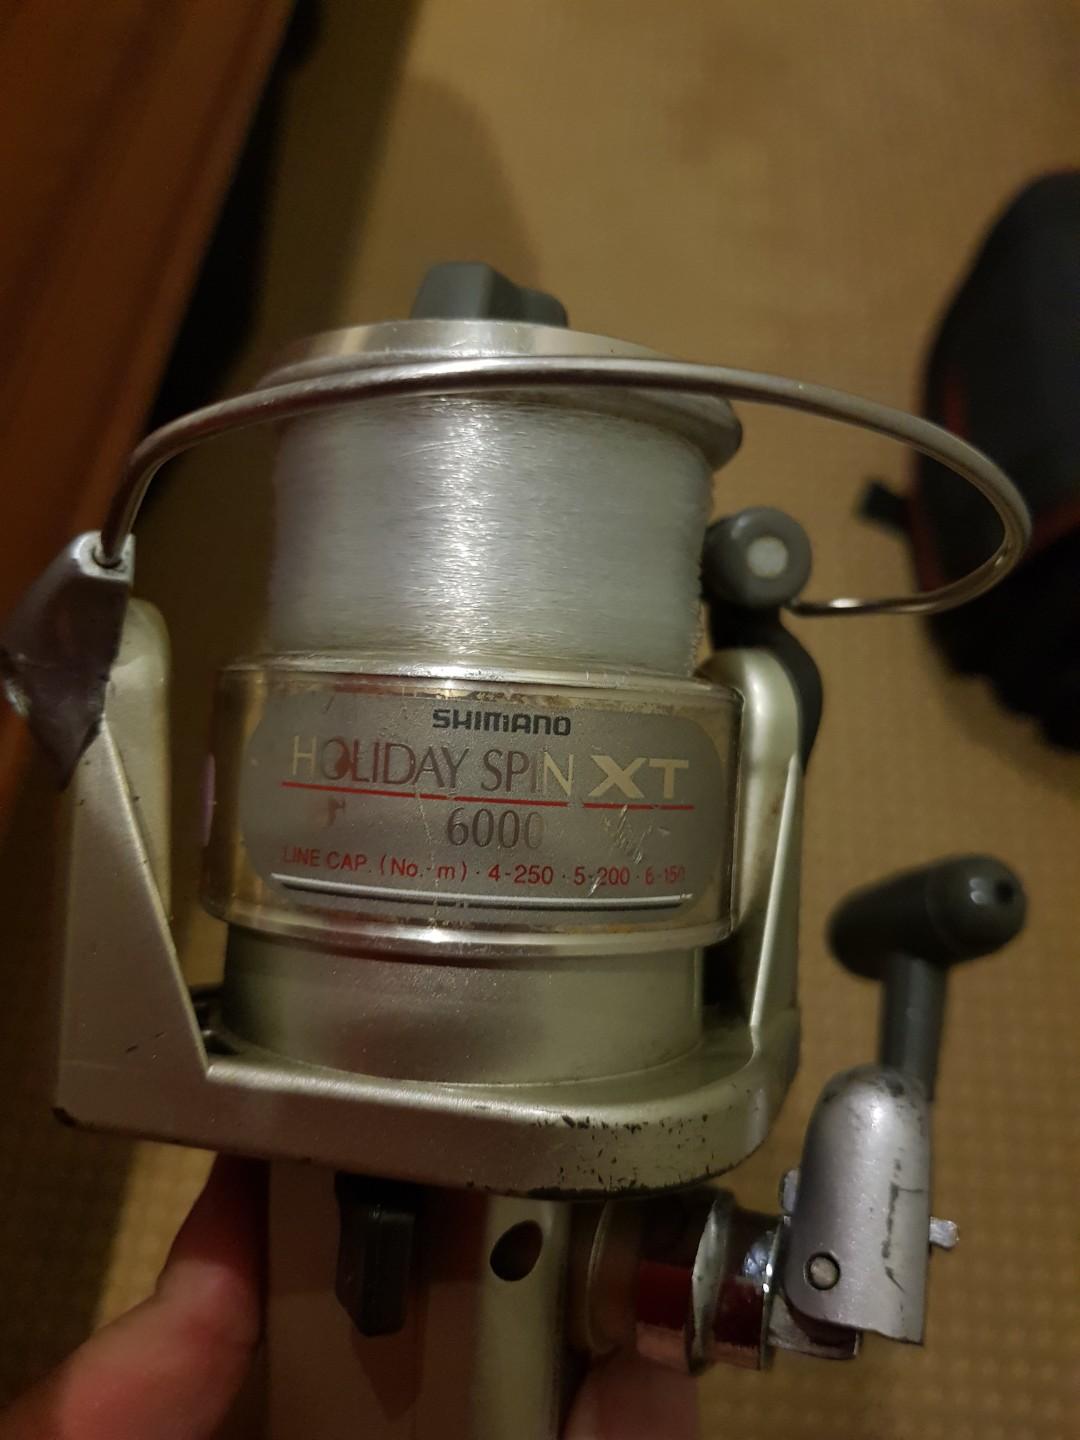 SHIMANO
HOLIDAY SPIN XT
6000
LINE CAP. (No.-m) · 4-250 · 5-200 · 6-150